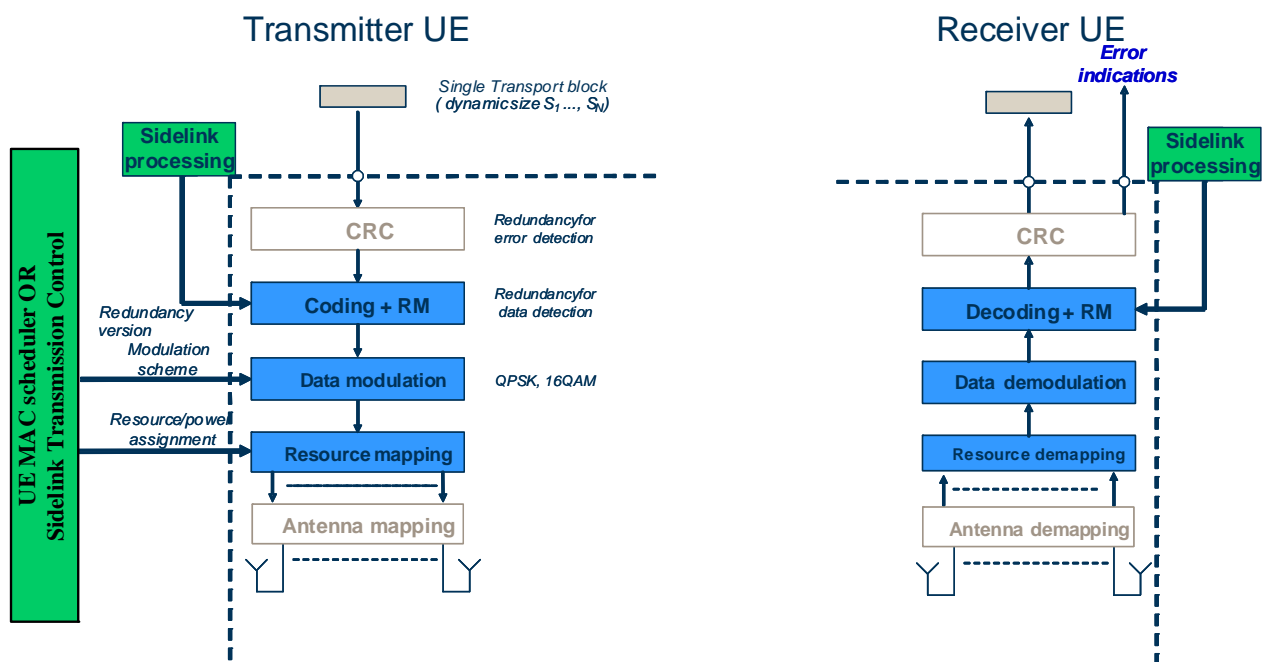 Transmitter UE
Single Transport block
( dynamic size S1 ..., SN)
Sidelink
processing
UE MAC scheduler OR
Sidelink Transmission Control
CRC
Redundancyfor
error detection
Coding + RM
Redundancyfor
data detection
Redundancy
version
Modulation
scheme
Data modulation
QPSK, 16QAM
Resource/power
assignment
Resource mapping
Antenna mapping
Receiver UE
Error
indications
Sidelink
processing
CRC
Decoding + RM
Data demodulation
Resource demapping
Antenna demapping